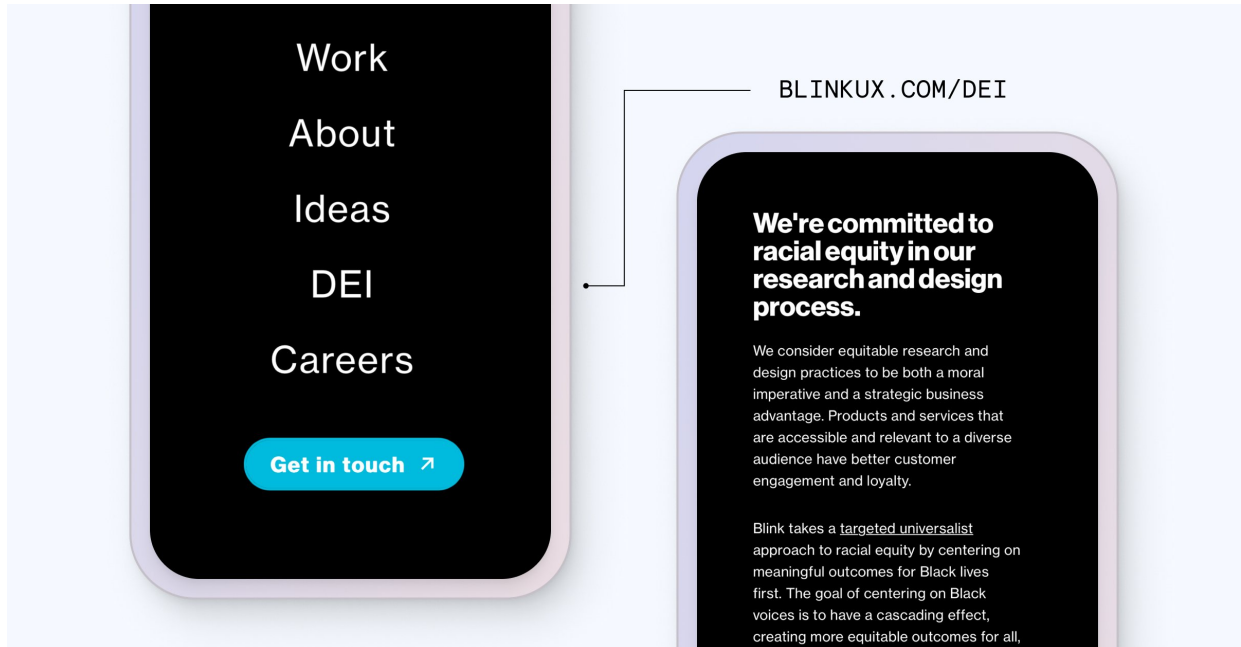 Work
About
Ideas
DEI
Careers
Get in touch
BLINKUX.COM/DEI
We're committed to
racial equity in our
research and design
process.
We consider equitable research and
design practices to be both a moral
imperative and a strategic business
advantage. Products and services that
are accessible and relevant to a diverse
audience have better customer
engagement and loyalty.
Blink takes a targeted universalist
approach to racial equity by centering on
meaningful outcomes for Black lives
first. The goal of centering on Black
voices is to have a cascading effect,
creating more equitable outcomes for all,